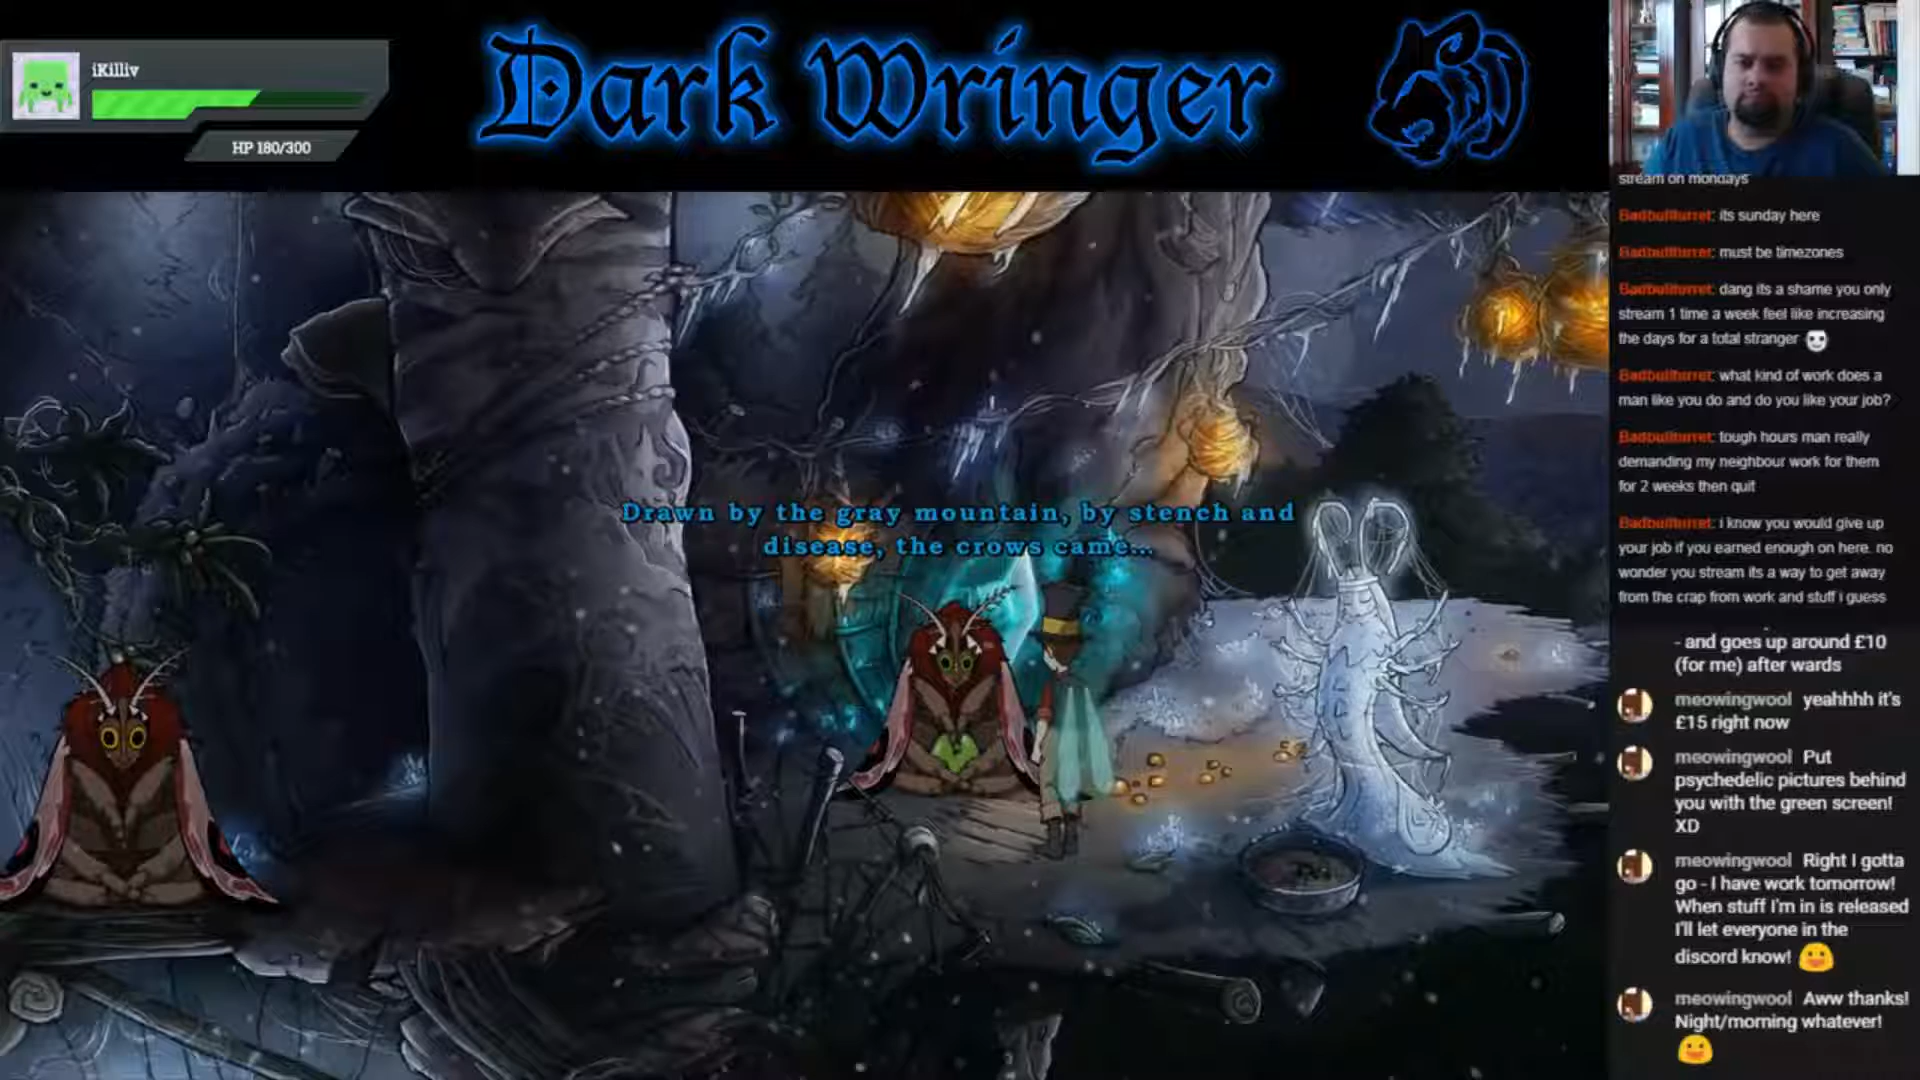 Dark Wringer
iKilliv
HP 180/300
Drawn by the gray mountain, by stench and
disease, the crows came...
stream on mondays
Badbullturret: its sunday here
Badbullturret: must be timezones
Badbullturret: dang its a shame you only
stream 1 time a week feel like increasing
the days for a total stranger
Badbullturret: what kind of work does a
man like you do and do you like your job?
Badbullturret: tough hours man really
demanding my neighbour work for them
for 2 weeks then quit
Badbullturret: i know you would give up
your job if you earned enough on here. no
wonder you stream its a way to get away
from the crap from work and stuff i guess
- and goes up around £10
(for me) after wards
meowingwool yeahhhh it's
£15 right now
meowingwool Put
psychedelic pictures behind
you with the green screen!
XD
meowingwool Right I gotta
go - I have work tomorrow!
When stuff I'm in is released
I'll let everyone in the
discord know!
meowingwool Aww thanks!
Night/morning whatever!